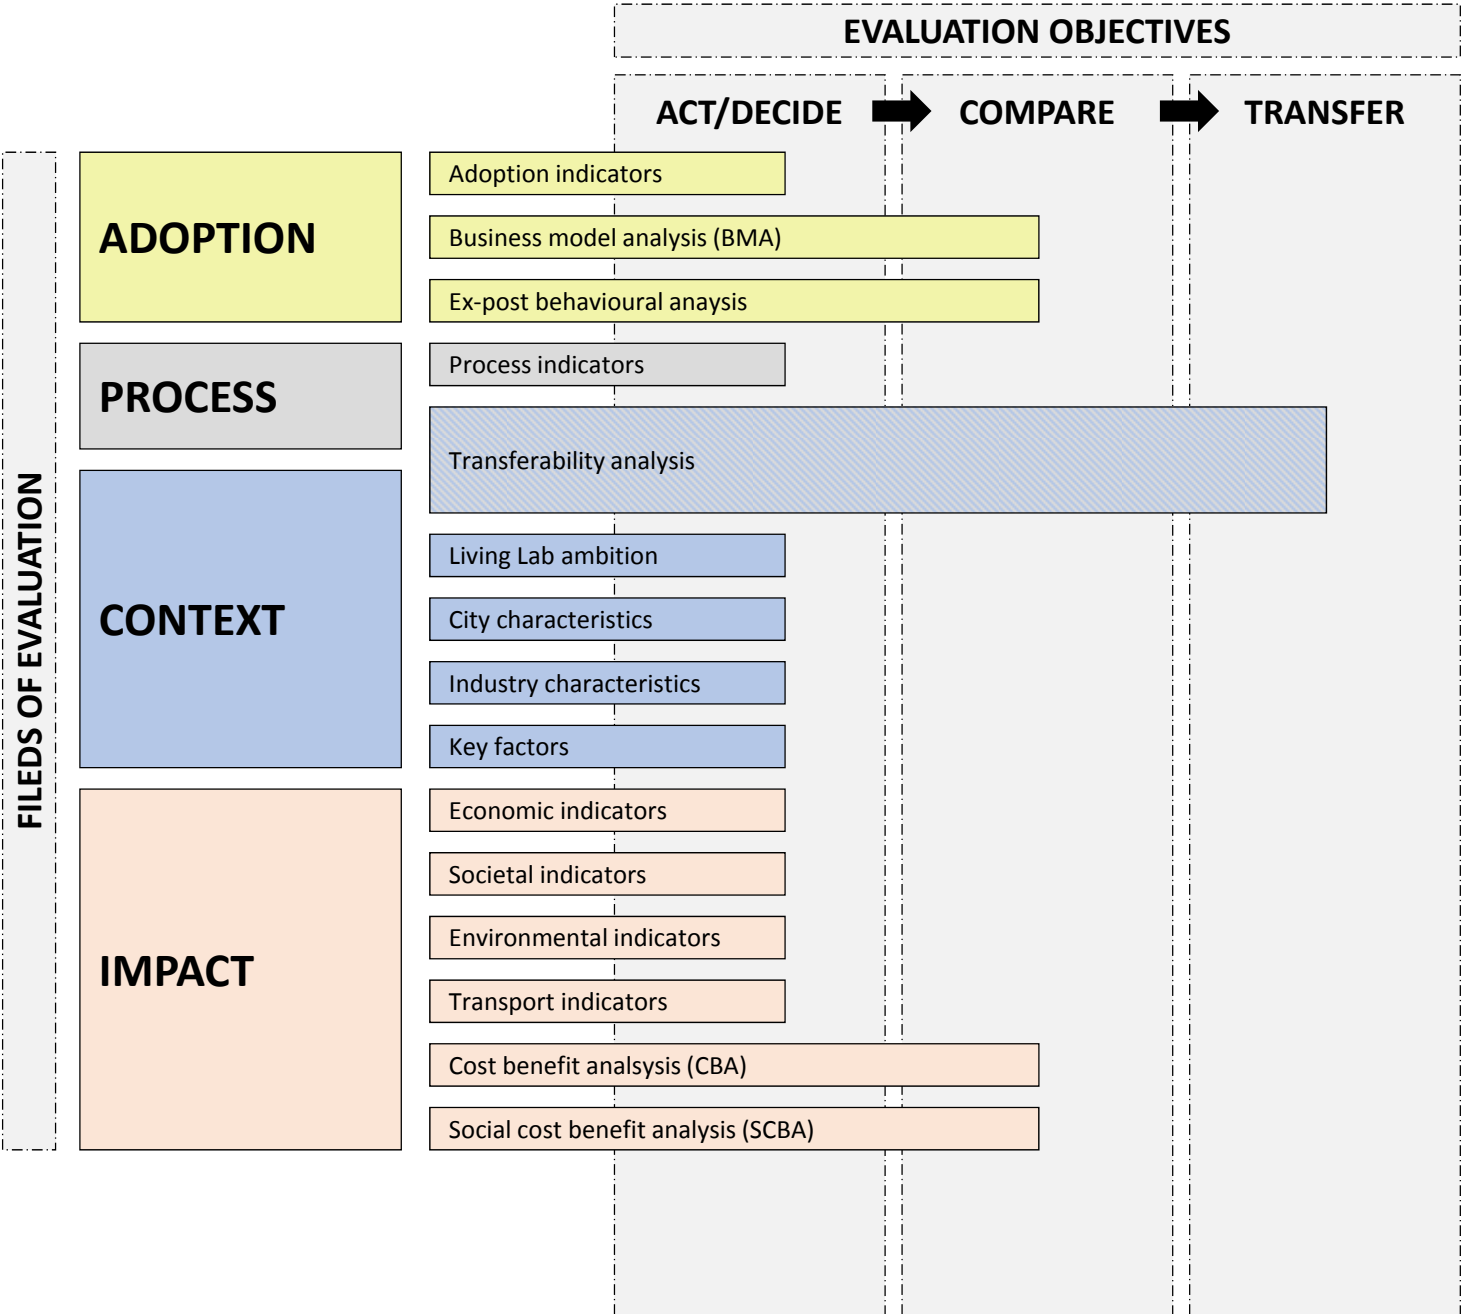 EVALUATION OBJECTIVES
ACT/DECIDE
COMPARE
TRANSFER
FILEDS OF EVALUATION
ADOPTION
Adoption indicators
Business model analysis (BMA)
Ex-post behavioural anaysis
PROCESS
Process indicators
Transferability analysis
CONTEXT
Living Lab ambition
City characteristics
Industry characteristics
Key factors
IMPACT
Economic indicators
Societal indicators
Environmental indicators
Transport indicators
Cost benefit analsysis (CBA)
Social cost benefit analysis (SCBA)